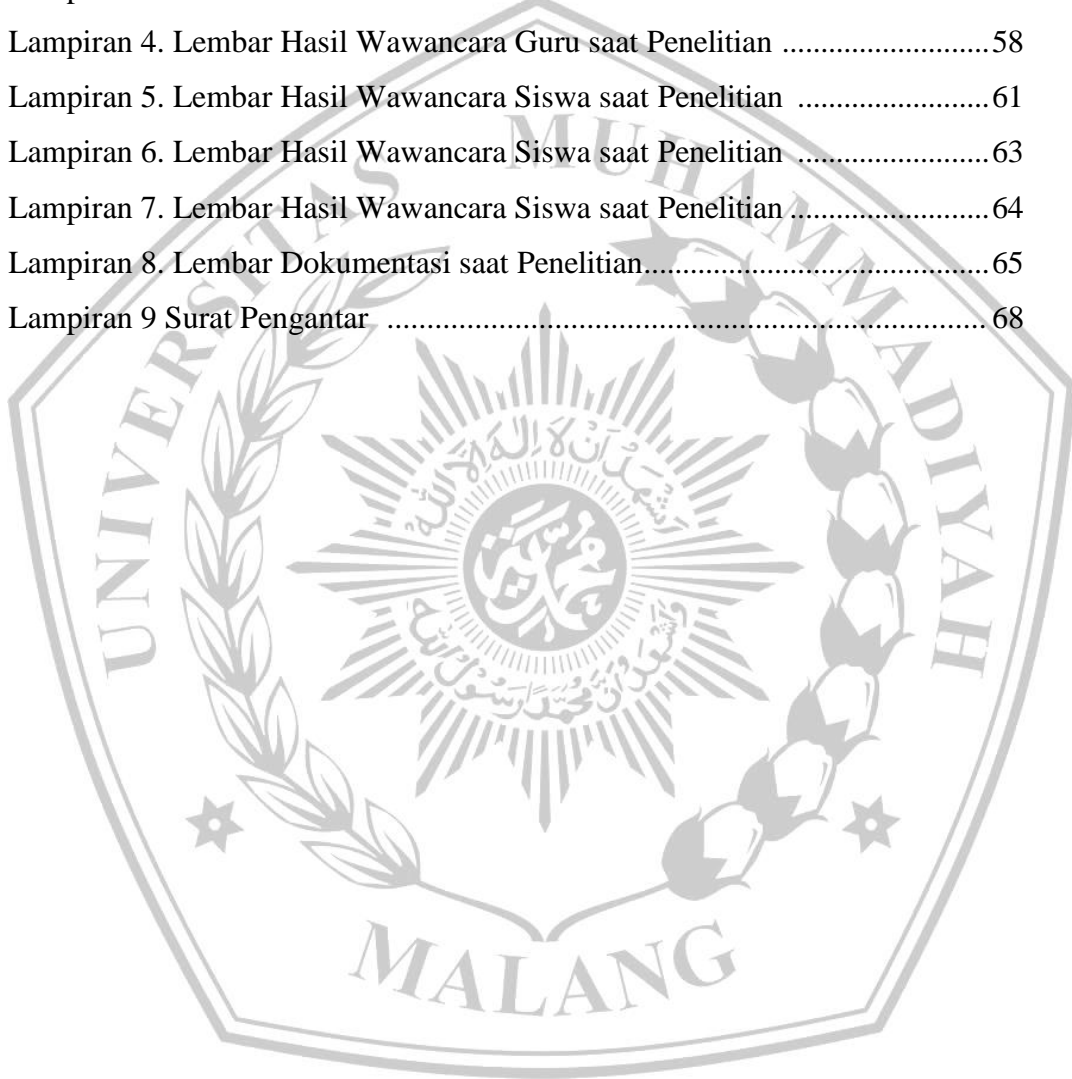 Lampiran 4. Lembar Hasil Wawancara Guru saat Penelitian ..........................58
Lampiran 5. Lembar Hasil Wawancara Siswa saat Penelitian ........................61
Lampiran 6. Lembar Hasil Wawancara Siswa saat Penelitian ........................63
Lampiran 7. Lembar Hasil Wawancara Siswa saat Penelitian .........................64
Lampiran 8. Lembar Dokumentasi saat Penelitian............................................65
Lampiran 9 Surat Pengantar ........................................................................... 68
UNIVERSITAS MUHAMMADIYAH
MALANG